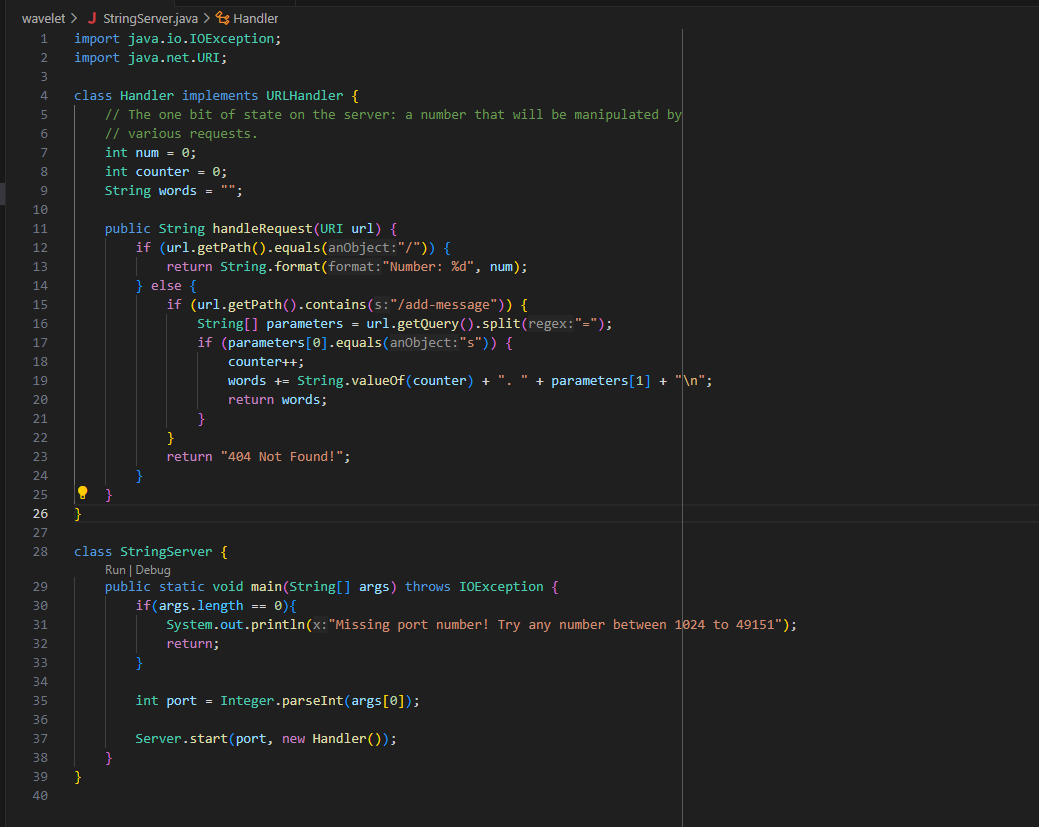 wavelet > J StringServer.java > Handler
1 import java.io.IOException;
2 import java.net.URI;
3
4 class Handler implements URLHandler {
5     // The one bit of state on the server: a number that will be manipulated by
6     // various requests.
7     int num = 0;
8     int counter = 0;
9     String words = "";
10
11     public String handleRequest(URI url) {
12         if (url.getPath().equals(anObject:"/")) {
13             return String.format(format:"Number: %d", num);
14         } else {
15             if (url.getPath().contains(s:"/add-message")) {
16                 String[] parameters = url.getQuery().split(regex:"=");
17                 if (parameters[0].equals(anObject:"s")) {
18                     counter++;
19                     words += String.valueOf(counter) + ". " + parameters[1] + "\n";
20                     return words;
21                 }
22             }
23             return "404 Not Found!";
24         }
25     }
26 }
27
28 class StringServer {
Run | Debug
29     public static void main(String[] args) throws IOException {
30         if(args.length == 0){
31             System.out.println(x:"Missing port number! Try any number between 1024 to 49151");
32             return;
33         }
34
35         int port = Integer.parseInt(args[0]);
36
37         Server.start(port, new Handler());
38     }
39 }
40